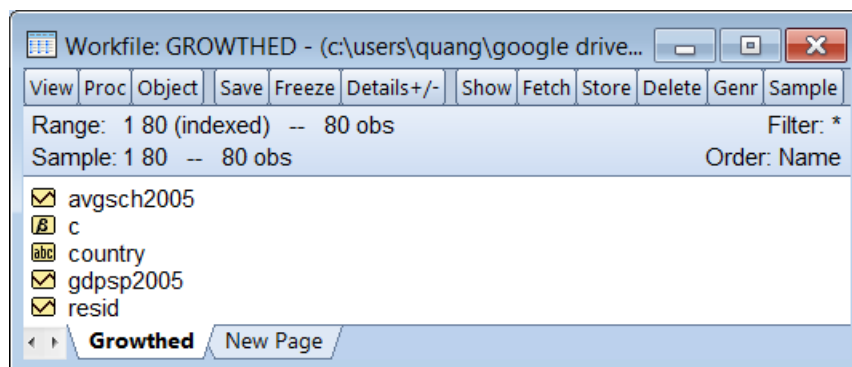 Workfile: GROWTHED - (c:\users\quang\google drive...
View Proc Object Save Freeze Details+/- Show Fetch Store Delete Genr Sample
Range: 1 80 (indexed) -- 80 obs Filter: *
Sample: 1 80 -- 80 obs Order: Name
avgsch2005
β c
abc country
gdpsp2005
resid
Growthed New Page